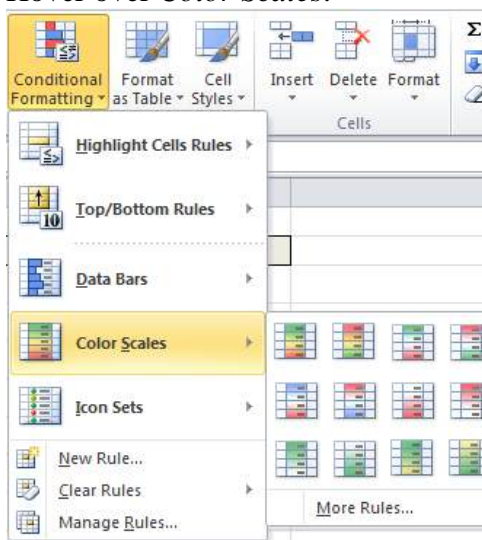 Hover over Color Scales.
Conditional Formatting
Format as Table
Cell Styles
Insert
Delete
Format
Σ
Cells
Highlight Cells Rules
Top/Bottom Rules
10
Data Bars
Color Scales
Icon Sets
New Rule...
Clear Rules
Manage Rules...
More Rules...